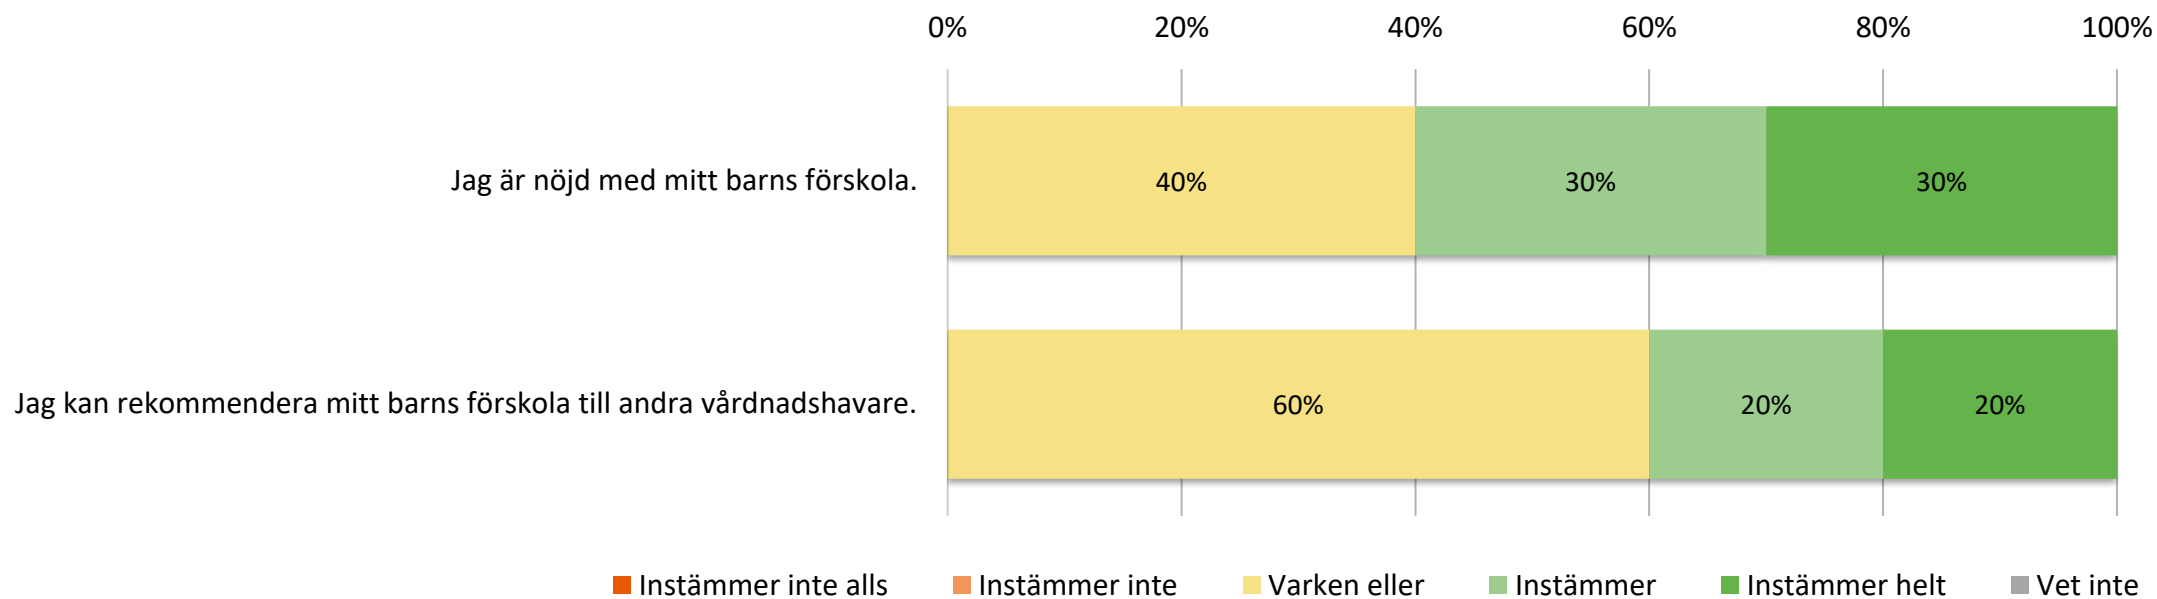 0% 20% 40% 60% 80% 100%
Jag är nöjd med mitt barns förskola. 40% 30% 30%
Jag kan rekommendera mitt barns förskola till andra vårdnadshavare. 60% 20% 20%
Instämmer inte alls Instämmer inte Varken eller Instämmer Instämmer helt Vet inte